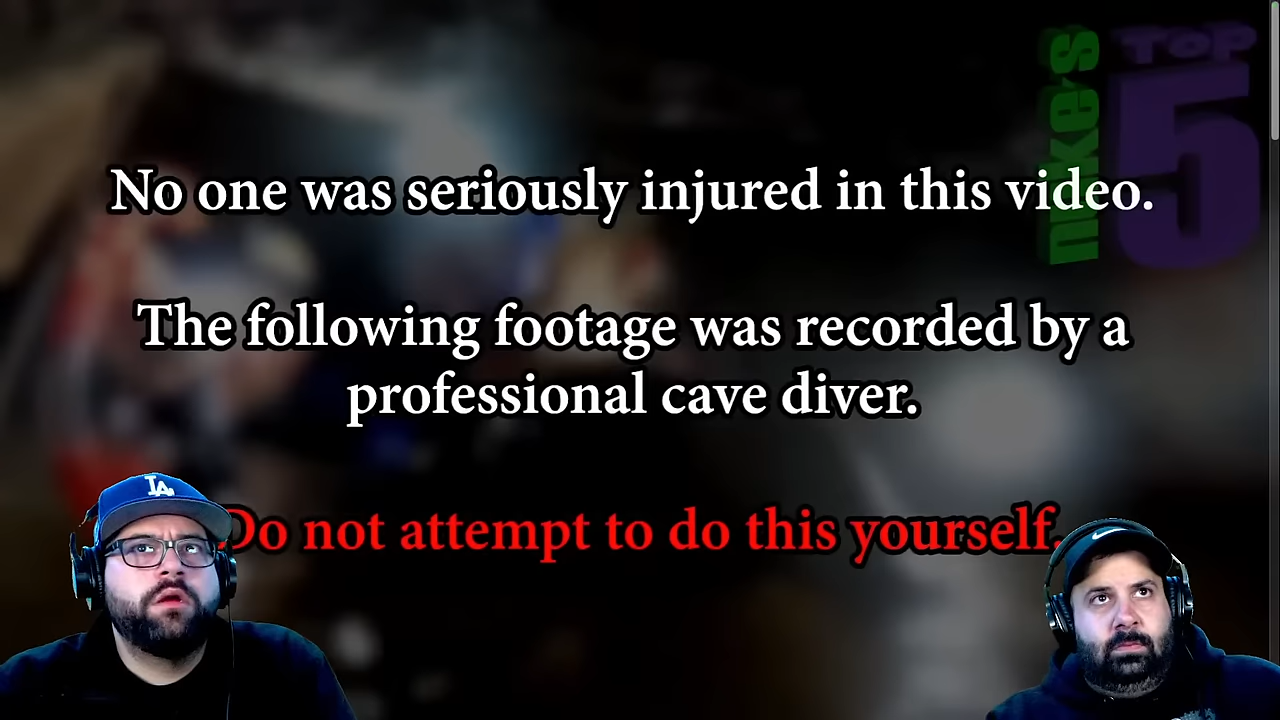 Top
5
nuke's
No one was seriously injured in this video.
The following footage was recorded by a
professional cave diver.
LA
Do not attempt to do this yourself.